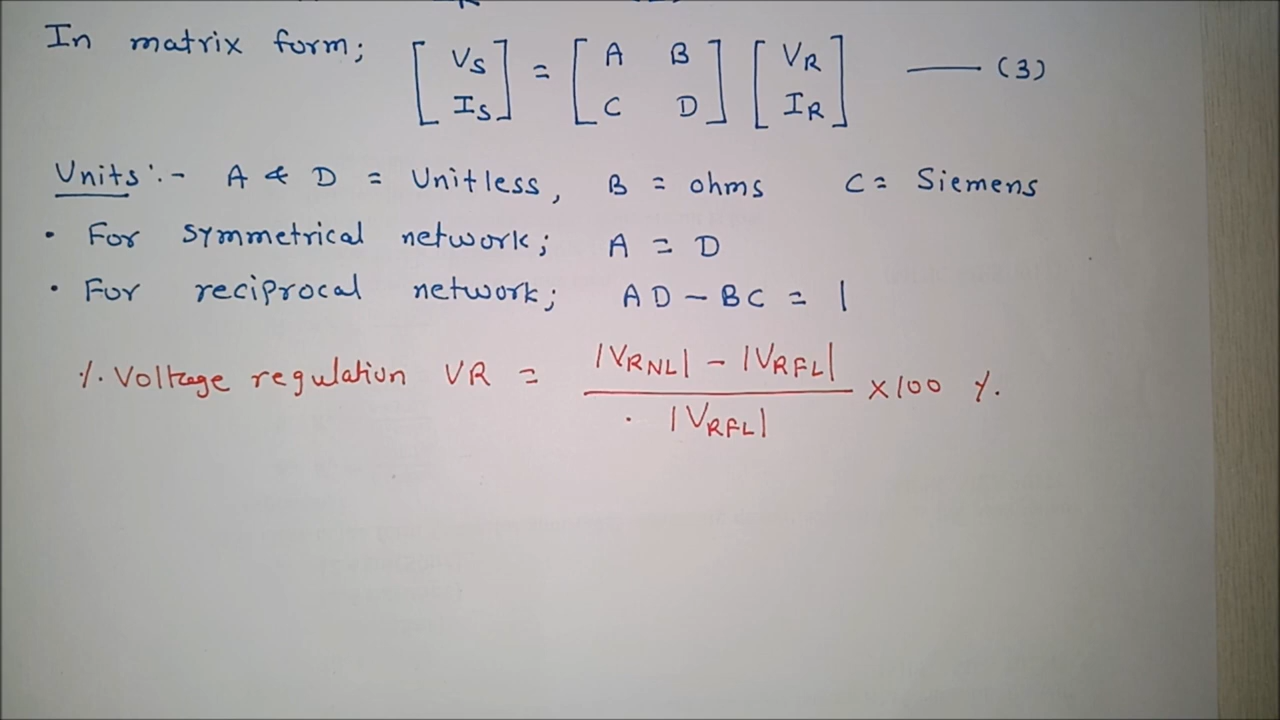 In matrix form; [ VS IS ] = [ A B C D ] [ VR IR ] —— (3)
Units :- A & D = Unitless, B = ohms C = Siemens
• For symmetrical network; A = D
• For reciprocal network; AD - BC = 1
% Voltage regulation VR = |VRNL| - |VRFL| / |VRFL| × 100 %